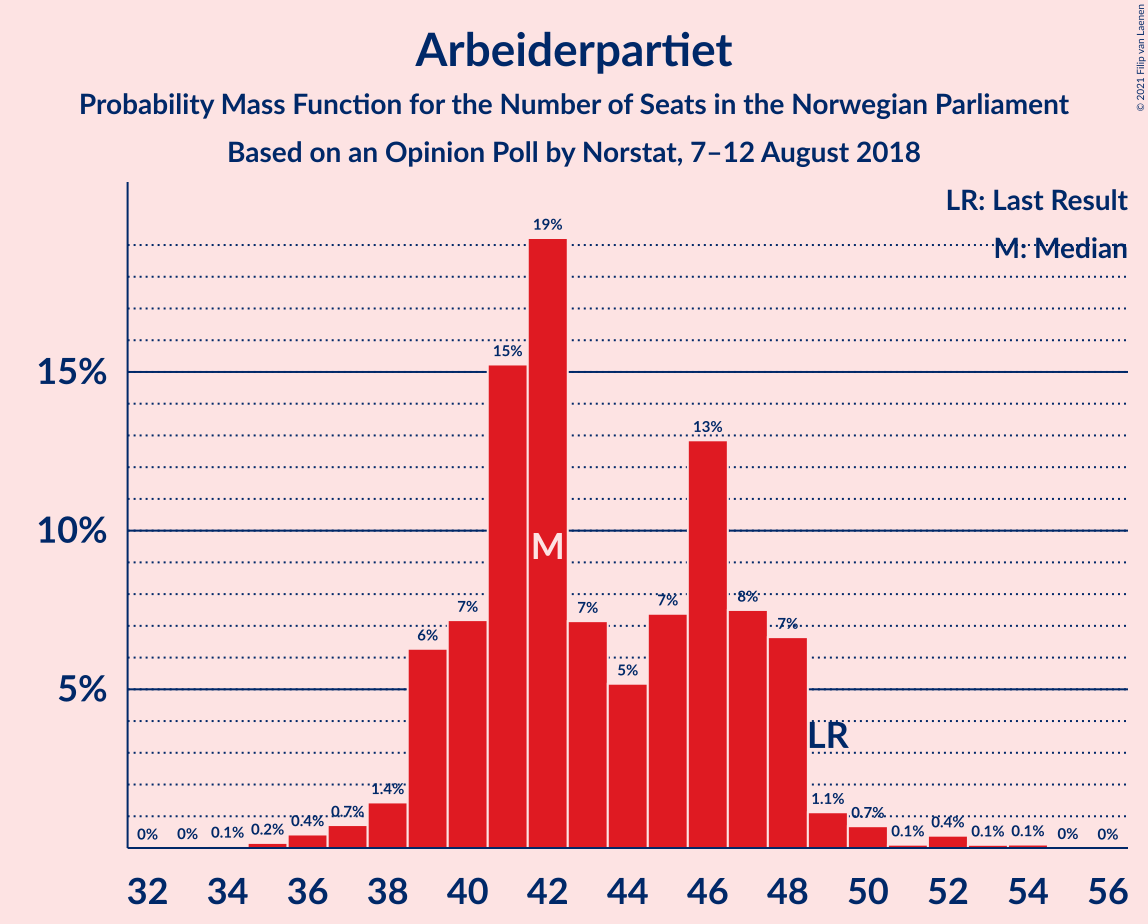 Arbeiderpartiet
Probability Mass Function for the Number of Seats in the Norwegian Parliament
Based on an Opinion Poll by Norstat, 7–12 August 2018
© 2021 Filip van Laenen
LR: Last Result
M: Median
15%
10%
5%
0% 0% 0.1% 0.2% 0.4% 0.7% 1.4% 6% 7% 15% 19% 7% 5% 7% 13% 8% 7% 1.1% 0.7% 0.1% 0.4% 0.1% 0.1% 0% 0%
M
LR
32 34 36 38 40 42 44 46 48 50 52 54 56